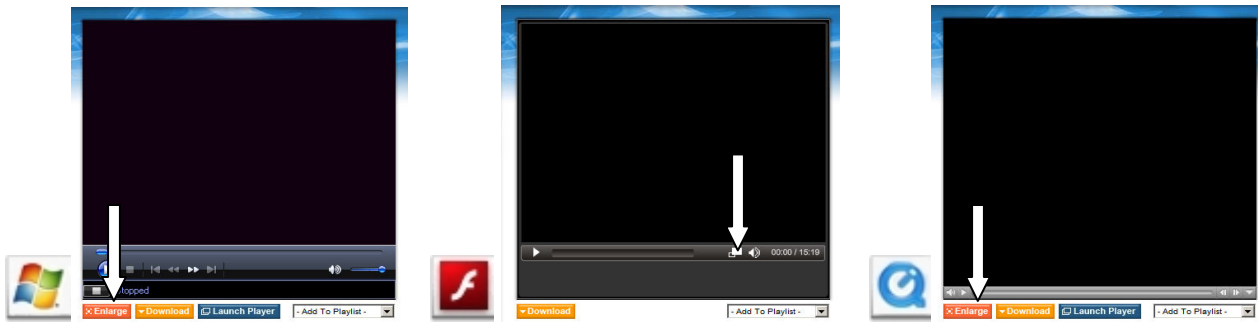 Stopped
Enlarge Download Launch Player - Add To Playlist -
00:00 / 15:19
Download - Add To Playlist -
Enlarge Download Launch Player - Add To Playlist -